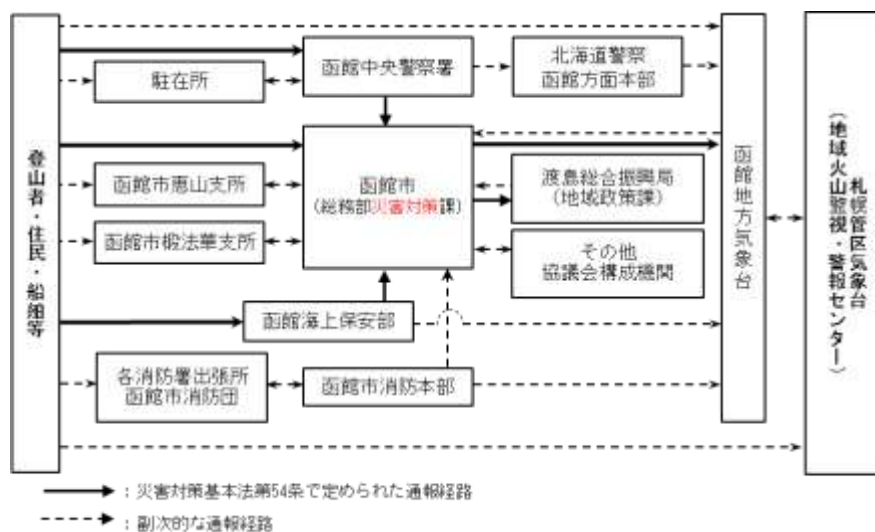 登山者・住民・船舶等
函館中央警察署
北海道警察
函館方面本部
駐在所
函館市
(総務部災害対策課)
函館市恵山支所
函館市椴法華支所
渡島総合振興局
(地域政策課)
その他
協議会構成機関
函館海上保安部
各消防署出張所
函館市消防団
函館市消防本部
函館地方気象台
札幌管区気象台
(地域火山監視・警報センター)
:災害対策基本法第54条で定められた通報経路
:副次的な通報経路